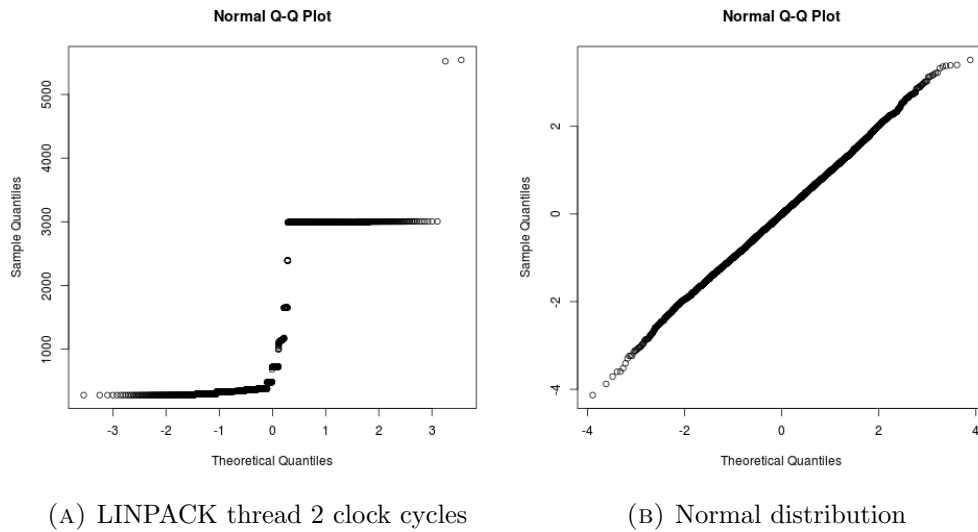 Normal Q-Q Plot
Sample Quantiles
5000
4000
3000
2000
1000
-3 -2 -1 0 1 2 3
Theoretical Quantiles
(A) LINPACK thread 2 clock cycles
Normal Q-Q Plot
Sample Quantiles
2
0
-2
-4
-4 -2 0 2 4
Theoretical Quantiles
(B) Normal distribution